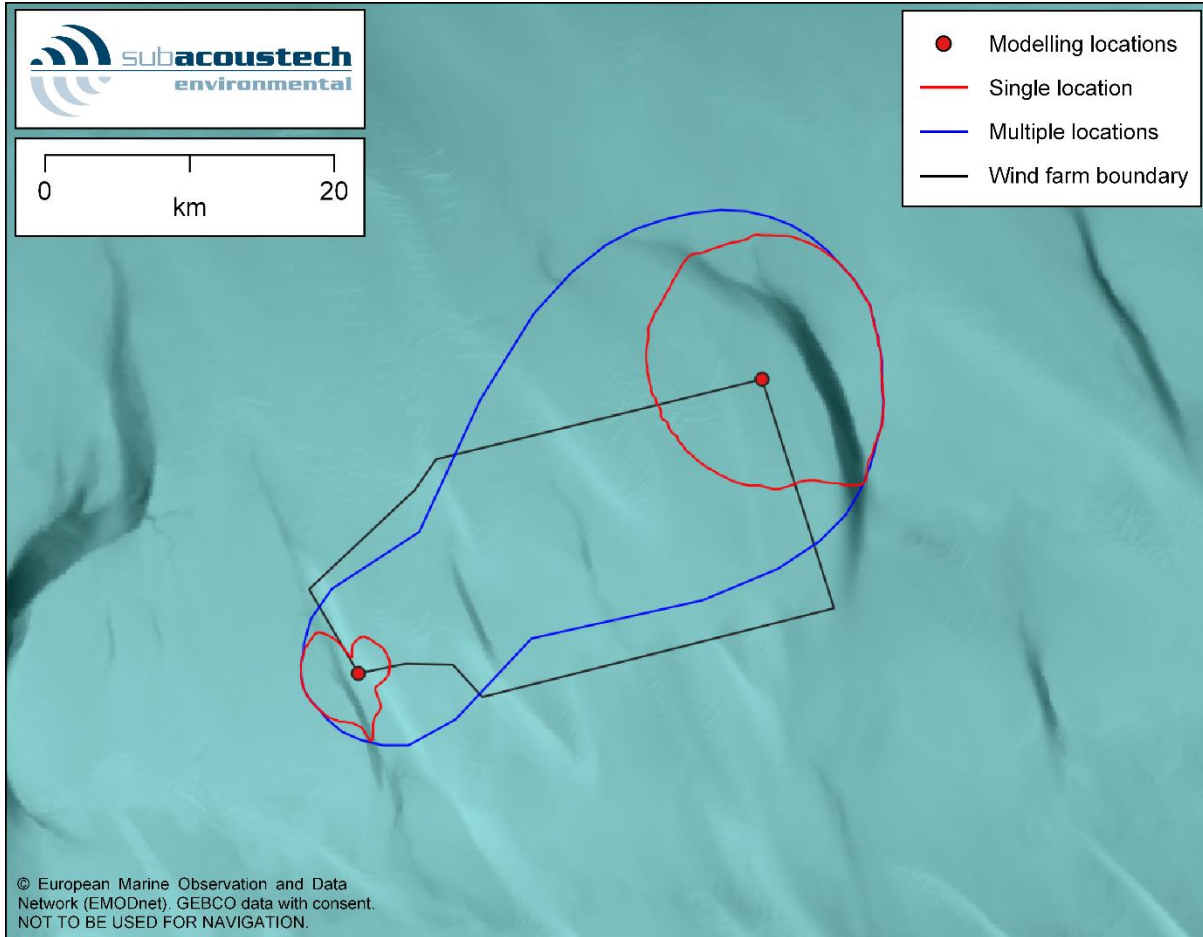 subacoustech
environmental
0 20
km
Modelling locations
Single location
Multiple locations
Wind farm boundary
© European Marine Observation and Data
Network (EMODnet). GEBCO data with consent.
NOT TO BE USED FOR NAVIGATION.